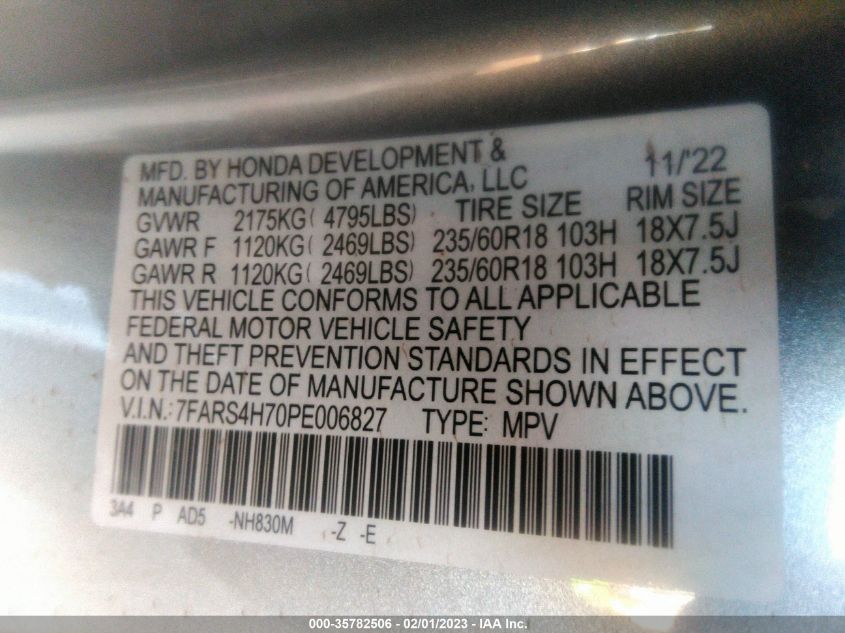 MFD. BY HONDA DEVELOPMENT & 11/'22
MANUFACTURING OF AMERICA, LLC
GVWR 2175KG( 4795LBS) TIRE SIZE RIM SIZE
GAWR F 1120KG( 2469LBS) 235/60R18 103H 18X7.5J
GAWR R 1120KG( 2469LBS) 235/60R18 103H 18X7.5J
THIS VEHICLE CONFORMS TO ALL APPLICABLE
FEDERAL MOTOR VEHICLE SAFETY
AND THEFT PREVENTION STANDARDS IN EFFECT
ON THE DATE OF MANUFACTURE SHOWN ABOVE.
V.I.N.: 7FARS4H70PE006827 TYPE: MPV
3A4 P AD5 -NH830M -Z -E
000-35782506 - 02/01/2023 - IAA Inc.